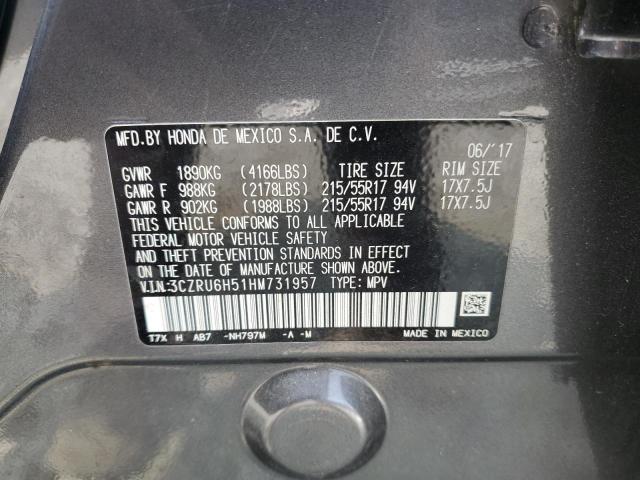 MFD.BY HONDA DE MEXICO S.A. DE C.V.
06/'17
GVWR 1890KG (4166LBS) TIRE SIZE RIM SIZE
GAWR F 988KG (2178LBS) 215/55R17 94V 17X7.5J
GAWR R 902KG (1988LBS) 215/55R17 94V 17X7.5J
THIS VEHICLE CONFORMS TO ALL APPLICABLE
FEDERAL MOTOR VEHICLE SAFETY
AND THEFT PREVENTION STANDARDS IN EFFECT
ON THE DATE OF MANUFACTURE SHOWN ABOVE.
V.I.N:3CZRU6H51HM731957 TYPE: MPV
T7X H AB7 -NH797M -A -M MADE IN MEXICO